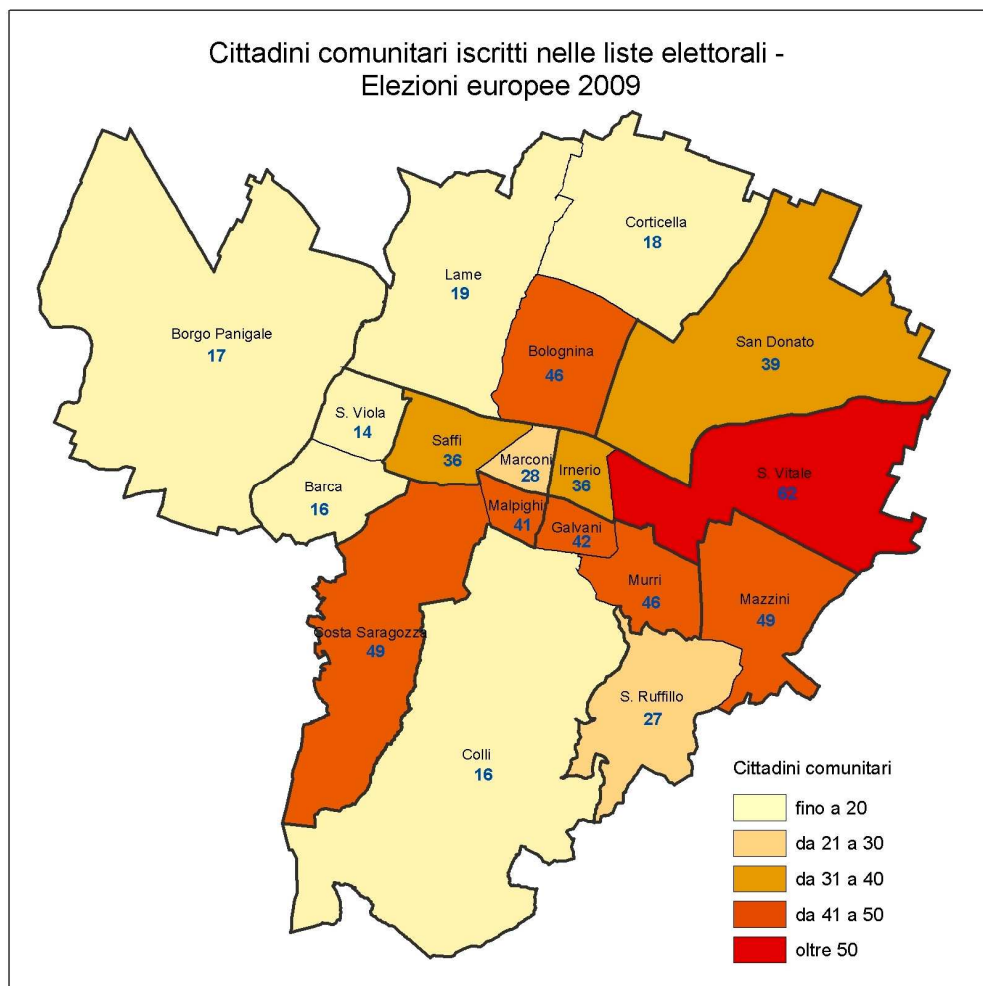 Cittadini comunitari iscritti nelle liste elettorali -
Elezioni europee 2009
Corticella
18
Lame
19
Borgo Panigale
17
San Donato
39
Bolognina
46
S. Viola
14
Saffi
36
Marconi
28
Irnerio
36
S. Vitale
62
Barca
16
Malpighi
41
Galvani
42
Murri
46
Mazzini
49
Costa Saragozza
49
S. Ruffillo
27
Colli
16
Cittadini comunitari
fino a 20
da 21 a 30
da 31 a 40
da 41 a 50
oltre 50